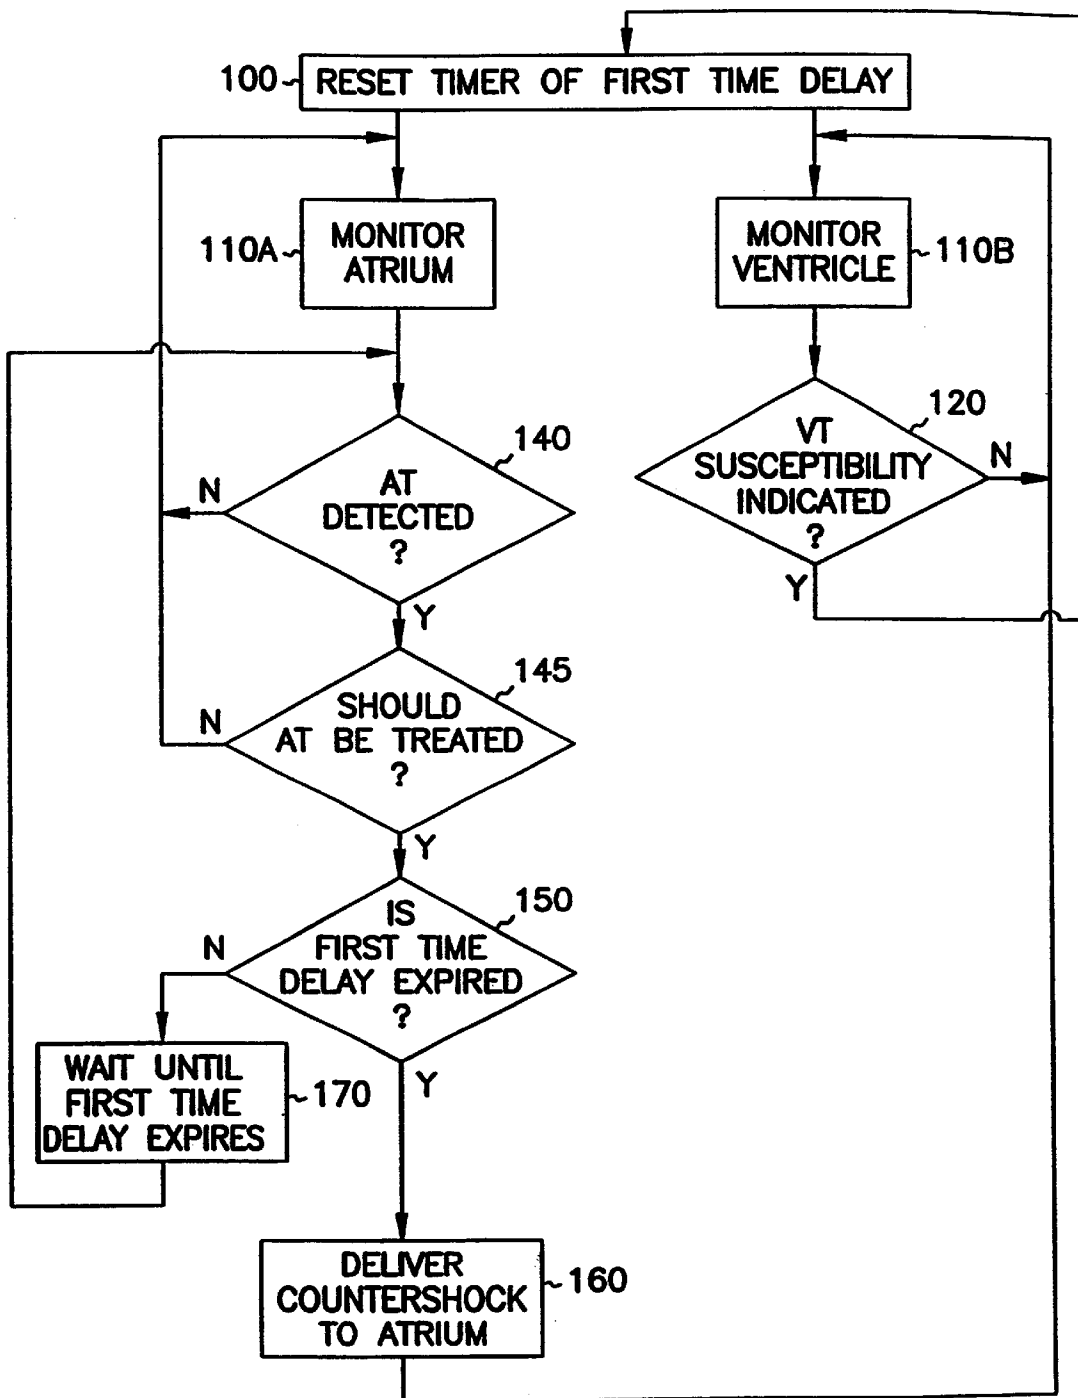 100
RESET TIMER OF FIRST TIME DELAY
110A
MONITOR
ATRIUM
MONITOR
VENTRICLE
110B
120
VT
SUSCEPTIBILITY
INDICATED
?
N
Y
140
AT
DETECTED
?
N
Y
145
SHOULD
AT BE TREATED
?
N
Y
150
IS
FIRST TIME
DELAY EXPIRED
?
N
Y
WAIT UNTIL
FIRST TIME
DELAY EXPIRES
170
DELIVER
COUNTERSHOCK
TO ATRIUM
160